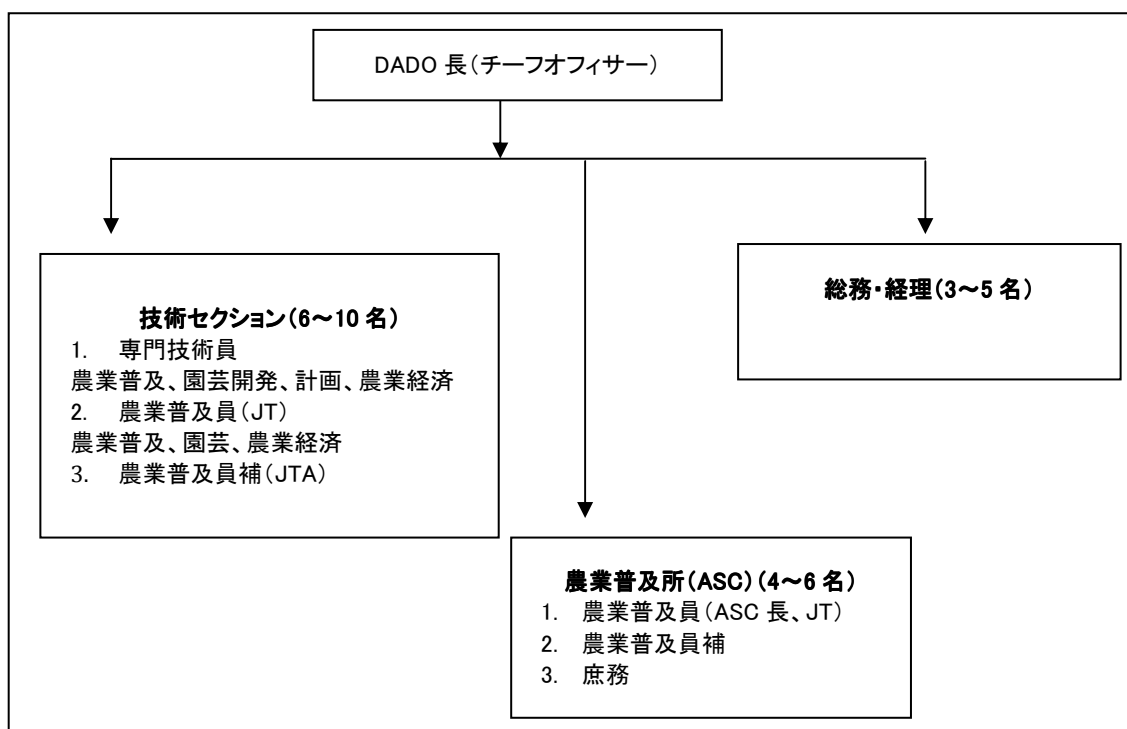 DADO 長（チーフオフィサー）
技術セクション（6～10 名）
1. 専門技術員
農業普及、園芸開発、計画、農業経済
2. 農業普及員（JT）
農業普及、園芸、農業経済
3. 農業普及員補（JTA）
総務・経理（3～5 名）
農業普及所（ASC）（4～6 名）
1. 農業普及員（ASC 長、JT）
2. 農業普及員補
3. 庶務